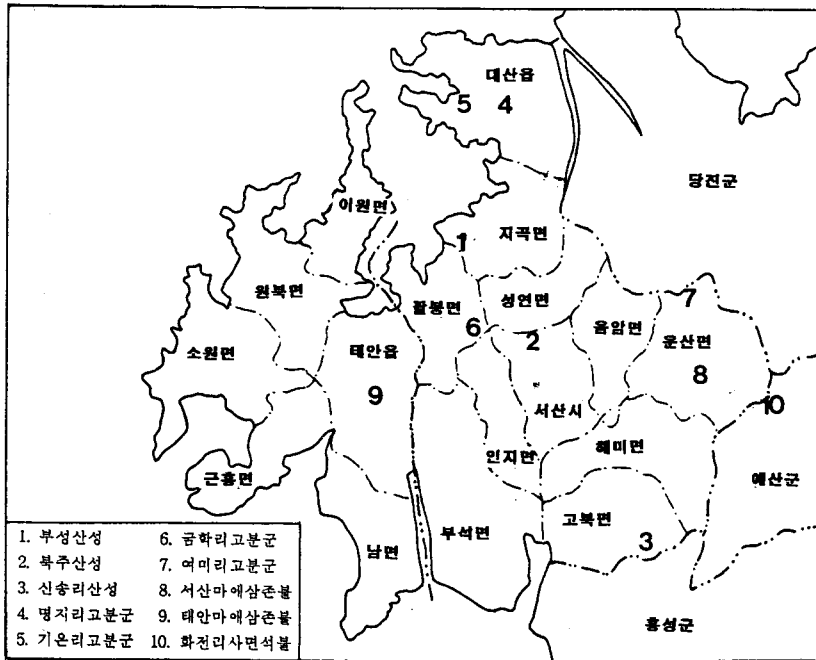 대산읍
5 4
당진군
이원면
지곡면
1
원북면
성연면
팔봉면
7
음암면
6
운산면
2
소원면
태안읍
8
9
서산시
10
해미면
인지면
근흥면
예산군
고북면
부석면
3
남면
홍성군
1. 부성산성
2. 북주산성
3. 신송리산성
4. 명지리고분군
5. 기은리고분군
6. 금학리고분군
7. 여미리고분군
8. 서산마애삼존불
9. 태안마애삼존불
10. 화전리사면석불